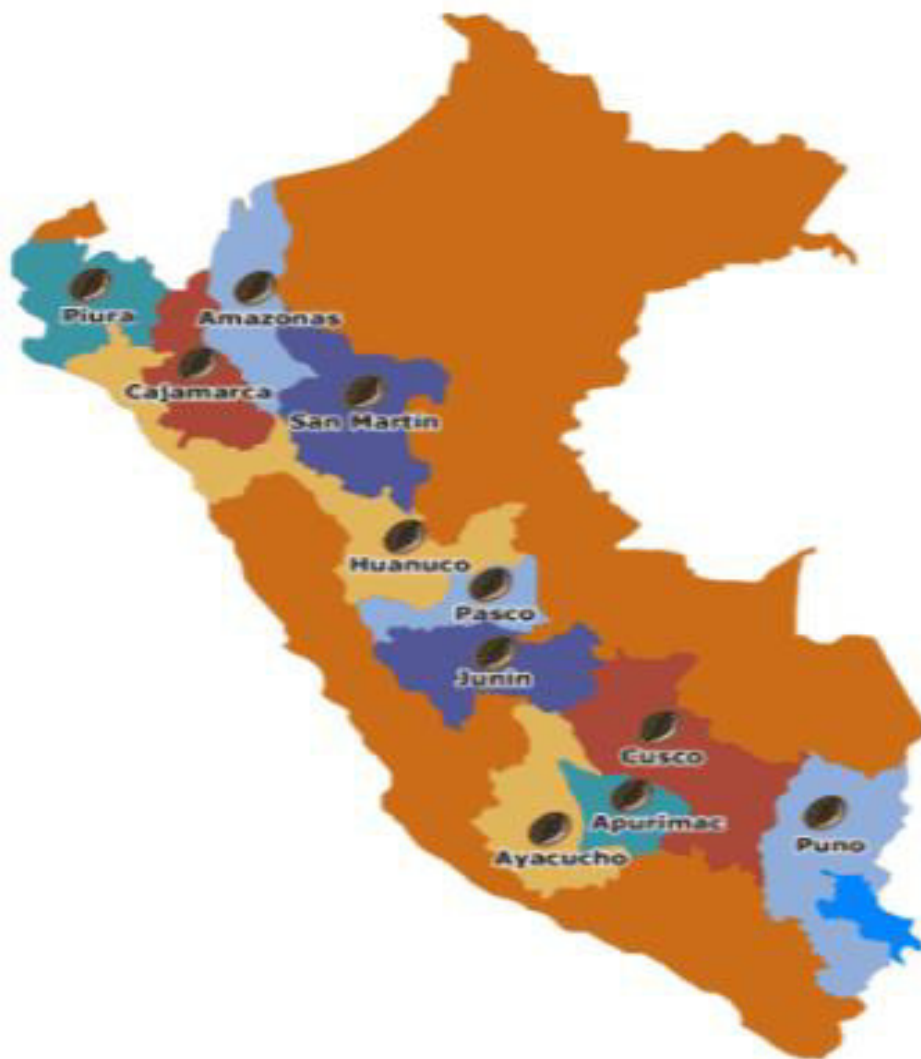 Piura
Amazonas
Cajamarca
San Martin
Huanuco
Pasco
Junin
Cusco
Apurimac
Puno
Ayacucho